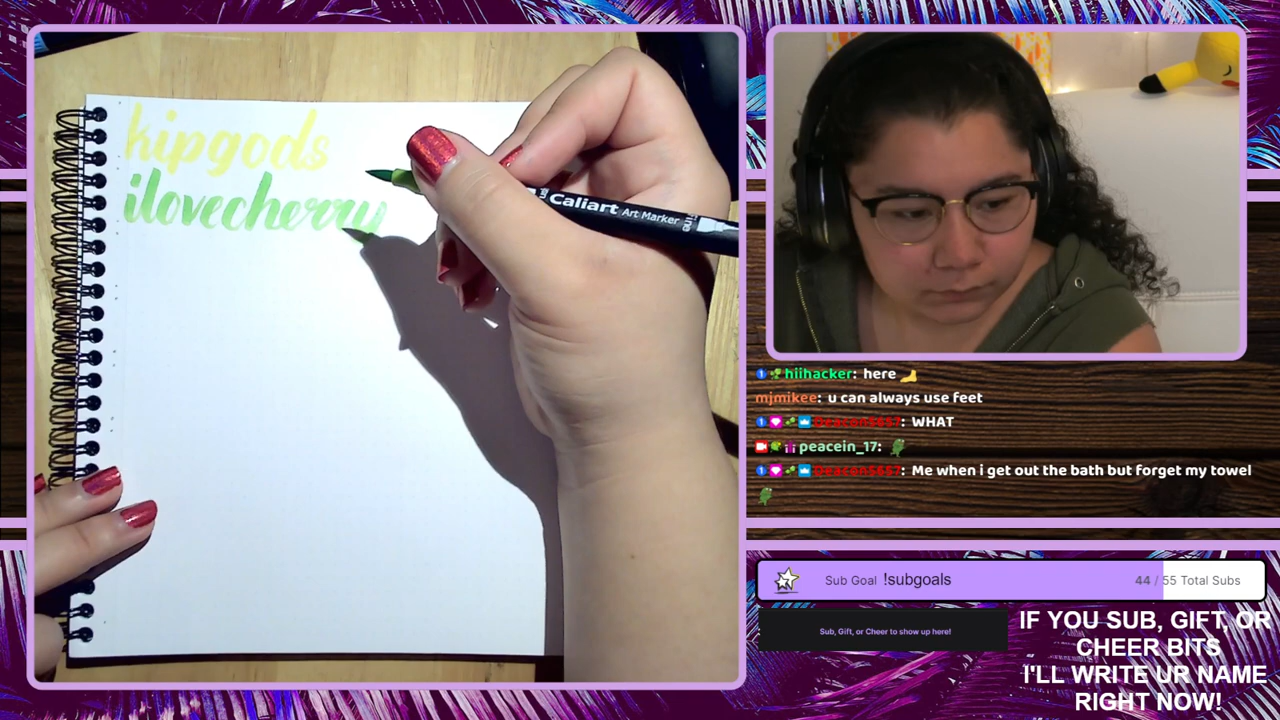 kipgods
ilovecherry
Caliart Art Marker
hiihacker: here
mjmikee: u can always use feet
Deacon5657: WHAT
peacein_17:
Deacon5657: Me when i get out the bath but forget my towel
Sub Goal !subgoals 44 / 55 Total Subs
Sub, Gift, or Cheer to show up here!
IF YOU SUB, GIFT, OR
CHEER BITS
I'LL WRITE UR NAME
RIGHT NOW!